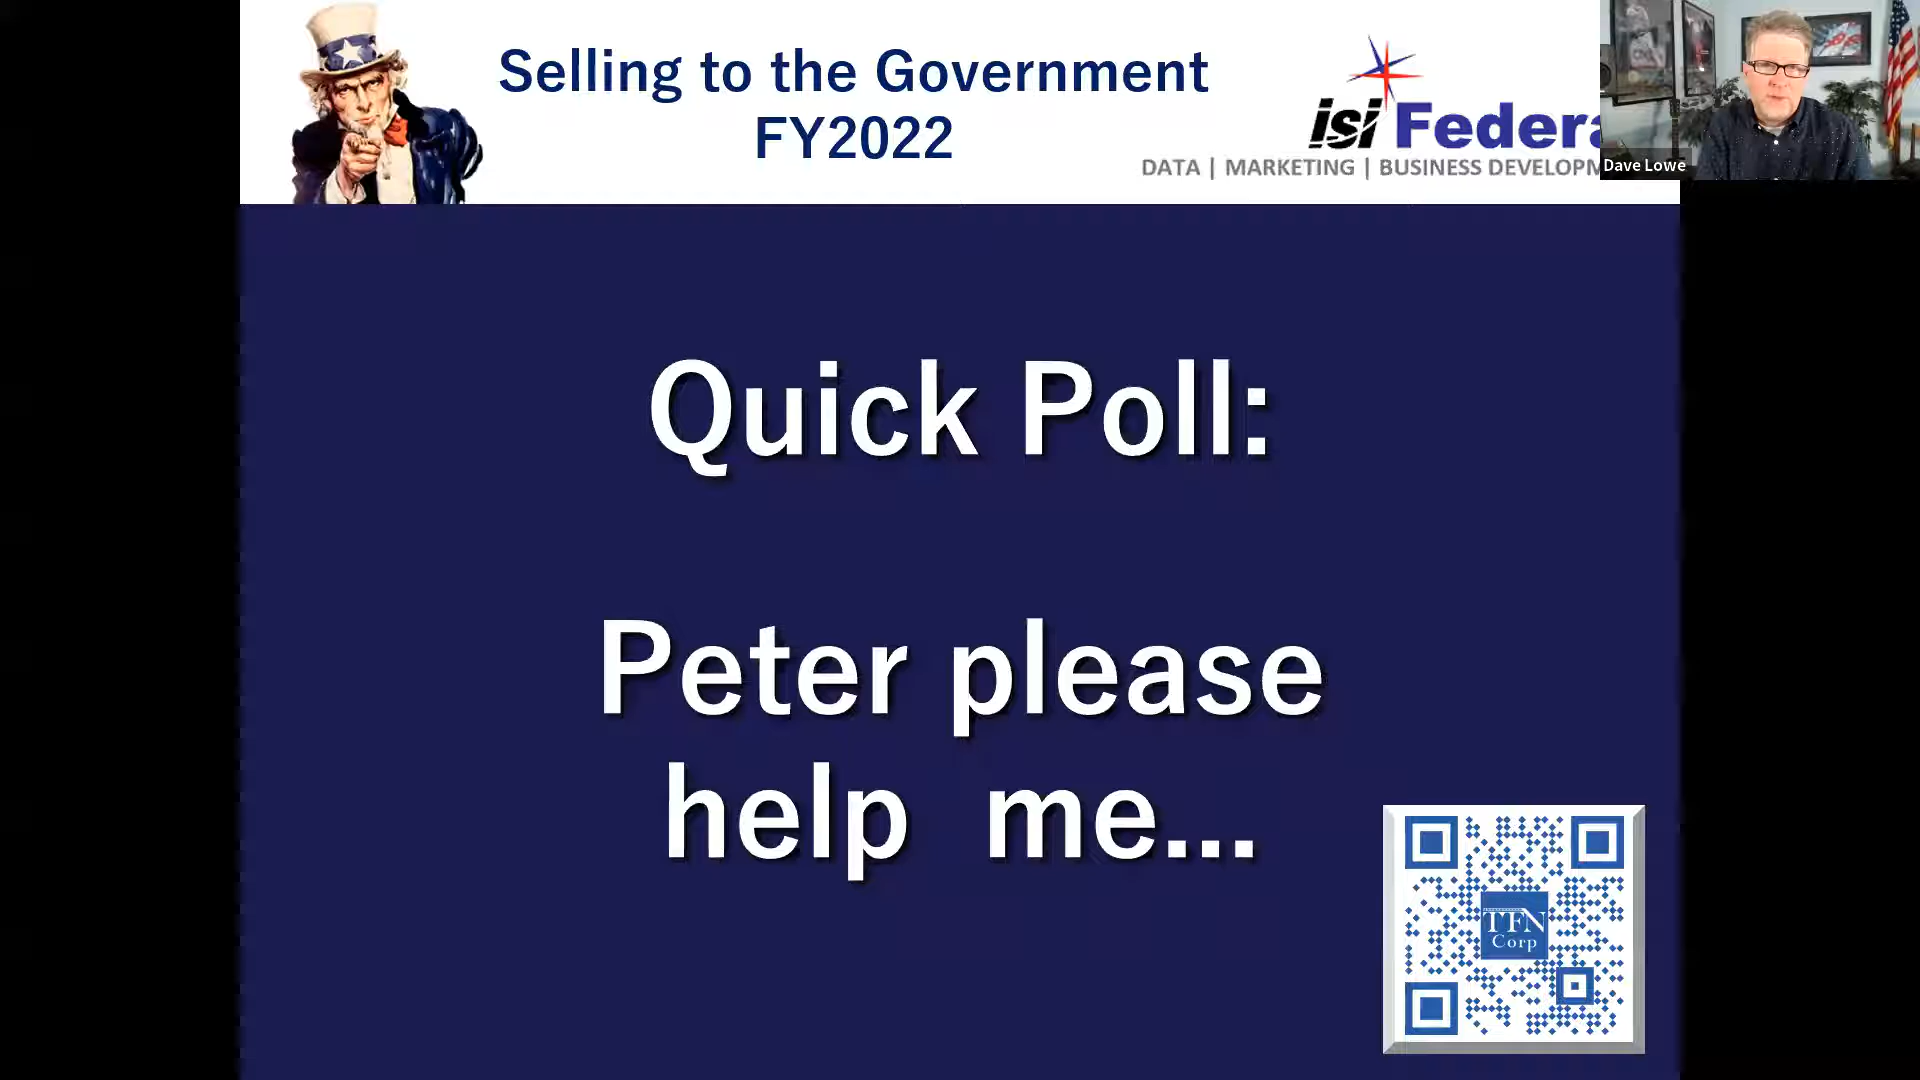 Selling to the Government
FY2022
isi Federa
DATA | MARKETING | BUSINESS DEVELOPM
Dave Lowe
Quick Poll:
Peter please
help me...
TFN
Corp